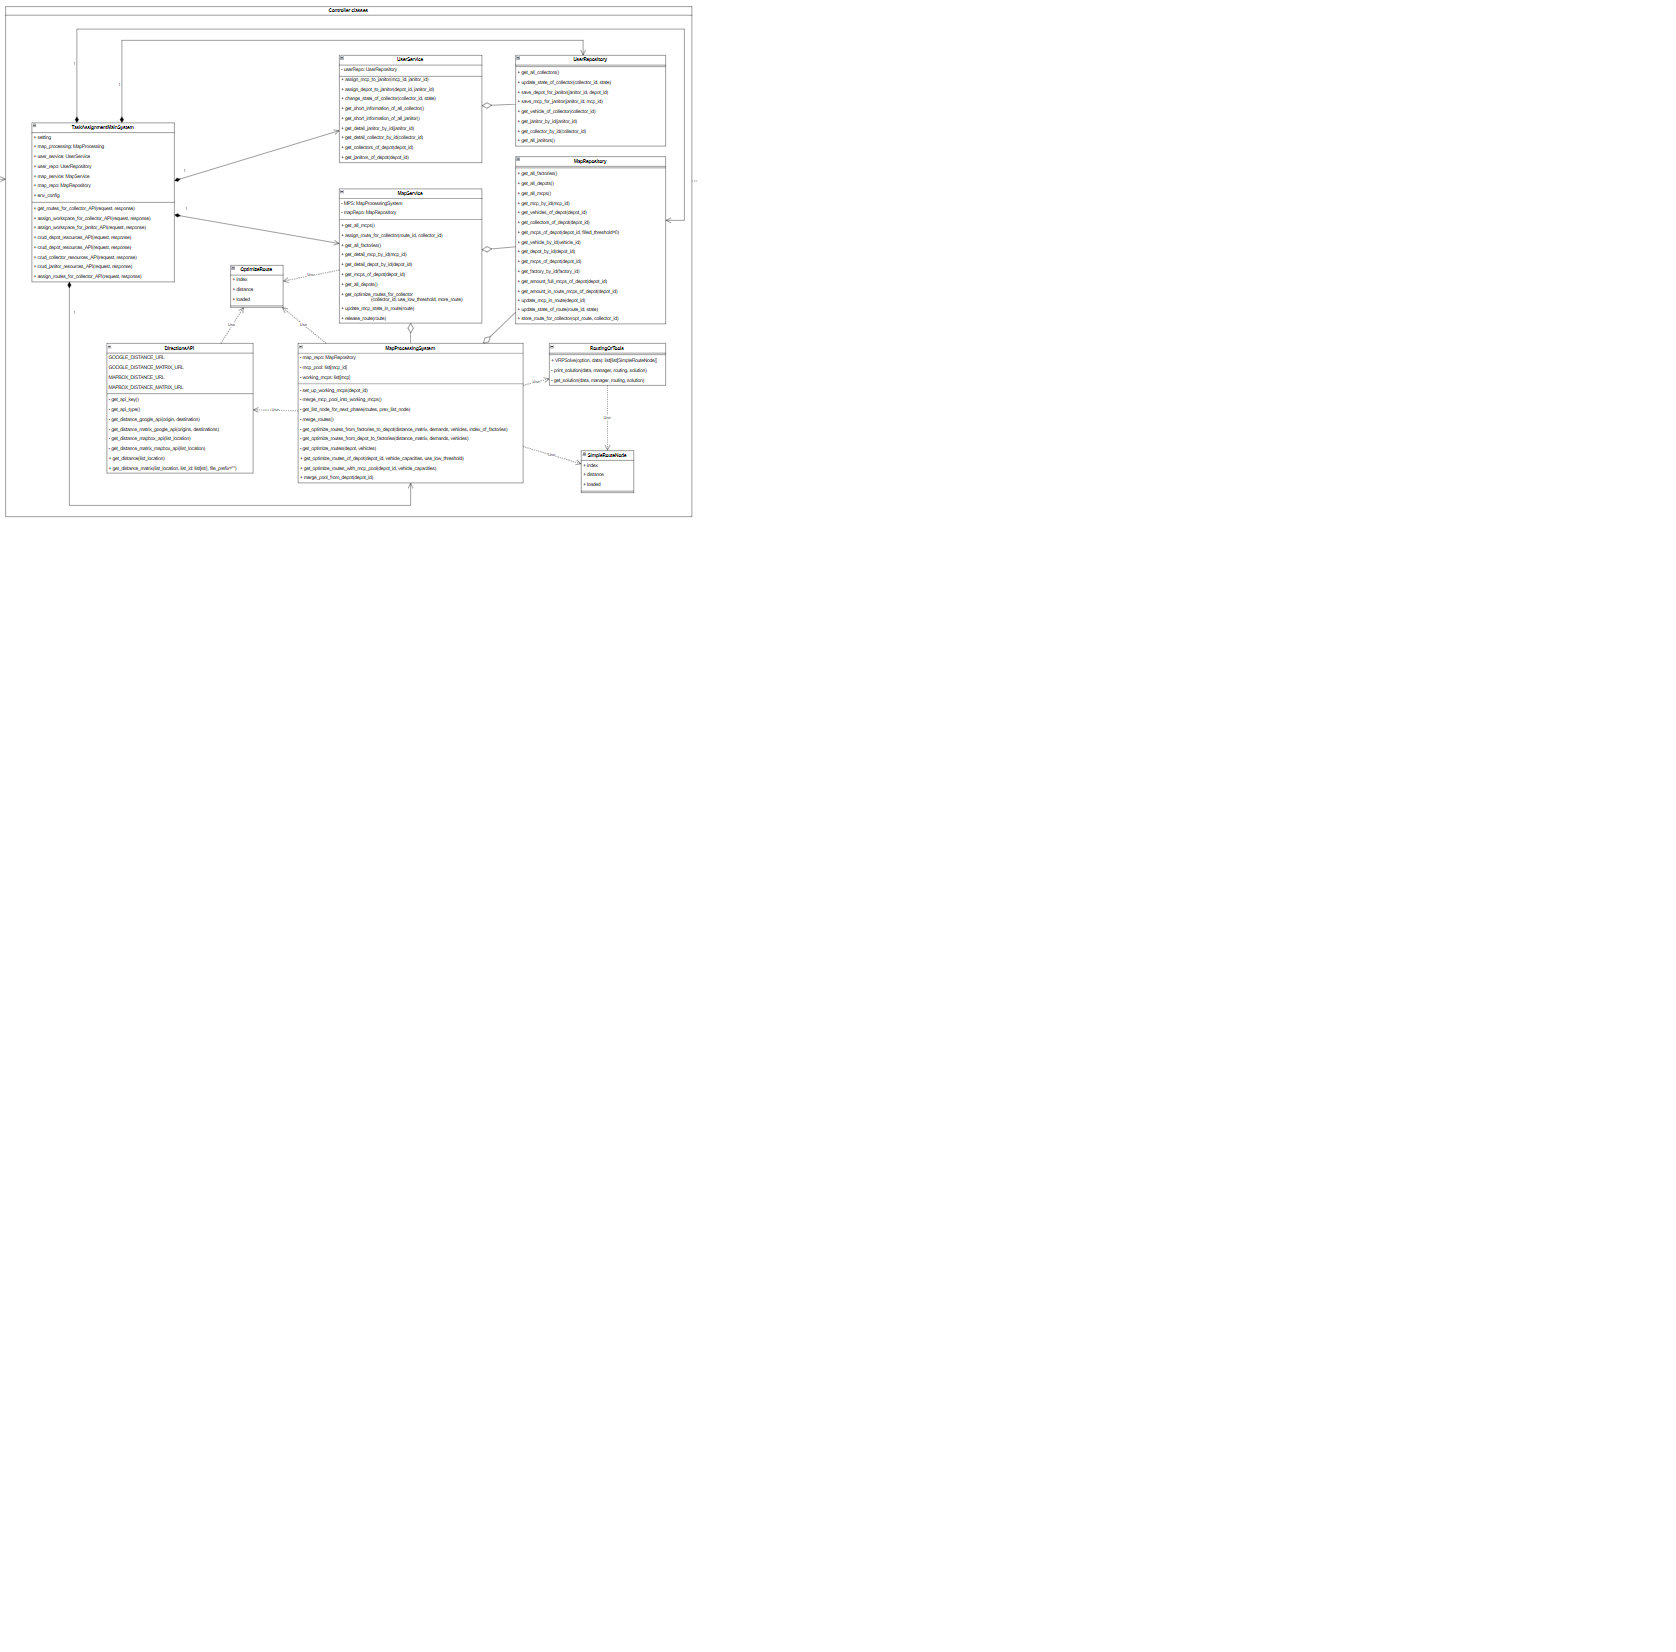 Controller classes
TaskAssignmentMainSystem
+ setting
+ map_processing: MapProcessing
+ user_service: UserService
+ user_repo: UserRepository
+ map_service: MapService
+ map_repo: MapRepository
+ env_config
+ get_routes_for_collector_API(request, response)
+ assign_workspace_for_collector_API(request, response)
+ assign_workspace_for_janitor_API(request, response)
+ crud_depot_resources_API(request, response)
+ crud_depot_resources_API(request, response)
+ crud_collector_resources_API(request, response)
+ crud_janitor_resources_API(request, response)
+ assign_routes_for_collector_API(request, response)
1
1
1
1
1
UserService
- userRepo: UserRepository
+ assign_mcp_to_janitor(mcp_id, janitor_id)
+ assign_depot_to_janitor(depot_id, janitor_id)
+ change_state_of_collector(collector_id, state)
+ get_short_information_of_all_collector()
+ get_short_information_of_all_janitor()
+ get_detail_janitor_by_id(janitor_id)
+ get_detail_collector_by_id(collector_id)
+ get_collectors_of_depot(depot_id)
+ get_janitors_of_depot(depot_id)
UserRepository
+ get_all_collectors()
+ update_state_of_collector(collector_id, state)
+ save_depot_for_janitor(janitor_id, depot_id)
+ save_mcp_for_janitor(janitor_id, mcp_id)
+ get_vehicle_of_collector(collector_id)
+ get_janitor_by_id(janitor_id)
+ get_collector_by_id(collector_id)
+ get_all_janitors()
MapRepository
+ get_all_factories()
+ get_all_depots()
+ get_all_mcps()
+ get_mcp_by_id(mcp_id)
+ get_vehicles_of_depot(depot_id)
+ get_collectors_of_depot(depot_id)
+ get_mcps_of_depot(depot_id, filled_threshold=0)
+ get_vehicle_by_id(vehicle_id)
+ get_depot_by_id(depot_id)
+ get_mcps_of_depot(depot_id)
+ get_factory_by_id(factory_id)
+ get_amount_full_mcps_of_depot(depot_id)
+ get_amount_in_route_mcps_of_depot(depot_id)
+ update_mcp_in_route(depot_id)
+ update_state_of_route(route_id, state)
+ store_route_for_collector(opt_route, collector_id)
MapService
- MPS: MapProcessingSystem
- mapRepo: MapRepository
+ get_all_mcps()
+ assign_route_for_collector(route_id, collector_id)
+ get_all_factories()
+ get_detail_mcp_by_id(mcp_id)
+ get_detail_depot_by_id(depot_id)
+ get_mcps_of_depot(depot_id)
+ get_all_depots()
+ get_optimize_routes_for_collector
(collector_id, use_low_threshold, more_route)
+ update_mcp_state_in_route(route)
+ release_route(route)
OptimizeRoute
+ index
+ distance
+ loaded
Use
Use
Use
DirectionsAPI
GOOGLE_DISTANCE_URL
GOOGLE_DISTANCE_MATRIX_URL
MAPBOX_DISTANCE_URL
MAPBOX_DISTANCE_MATRIX_URL
- get_api_key()
- get_api_type()
- get_distance_google_api(origin, destination)
- get_distance_matrix_google_api(origins, destinations)
- get_distance_mapbox_api(list_location)
- get_distance_matrix_mapbox_api(list_location)
+ get_distance(list_location)
+ get_distance_matrix(list_location, list_id: list[str], file_prefix="")
Use
MapProcessingSystem
- map_repo: MapRepository
- mcp_pool: list[mcp_id]
- working_mcps: list[mcp]
- set_up_working_mcps(depot_id)
- merge_mcp_pool_into_working_mcps()
- get_list_node_for_next_phase(routes, prev_list_node)
- merge_routes()
- get_optimize_routes_from_factories_to_depot(distance_matrix, demands, vehicles, index_of_factories)
- get_optimize_routes_from_depot_to_factories(distance_matrix, demands, vehicles)
- get_optimize_routes(depot, vehicles)
+ get_optimize_routes_of_depot(depot_id, vehicle_capacities, use_low_threshold)
+ get_optimize_routes_with_mcp_pool(depot_id, vehicle_capacities)
+ merge_pool_from_depot(depot_id)
Use
RoutingOrTools
+ VRPSolve(option, data): list[list[SimpleRouteNode]]
- print_solution(data, manager, routing, solution)
- get_solution(data, manager, routing, solution)
Use
Use
SimpleRouteNode
+ index
+ distance
+ loaded